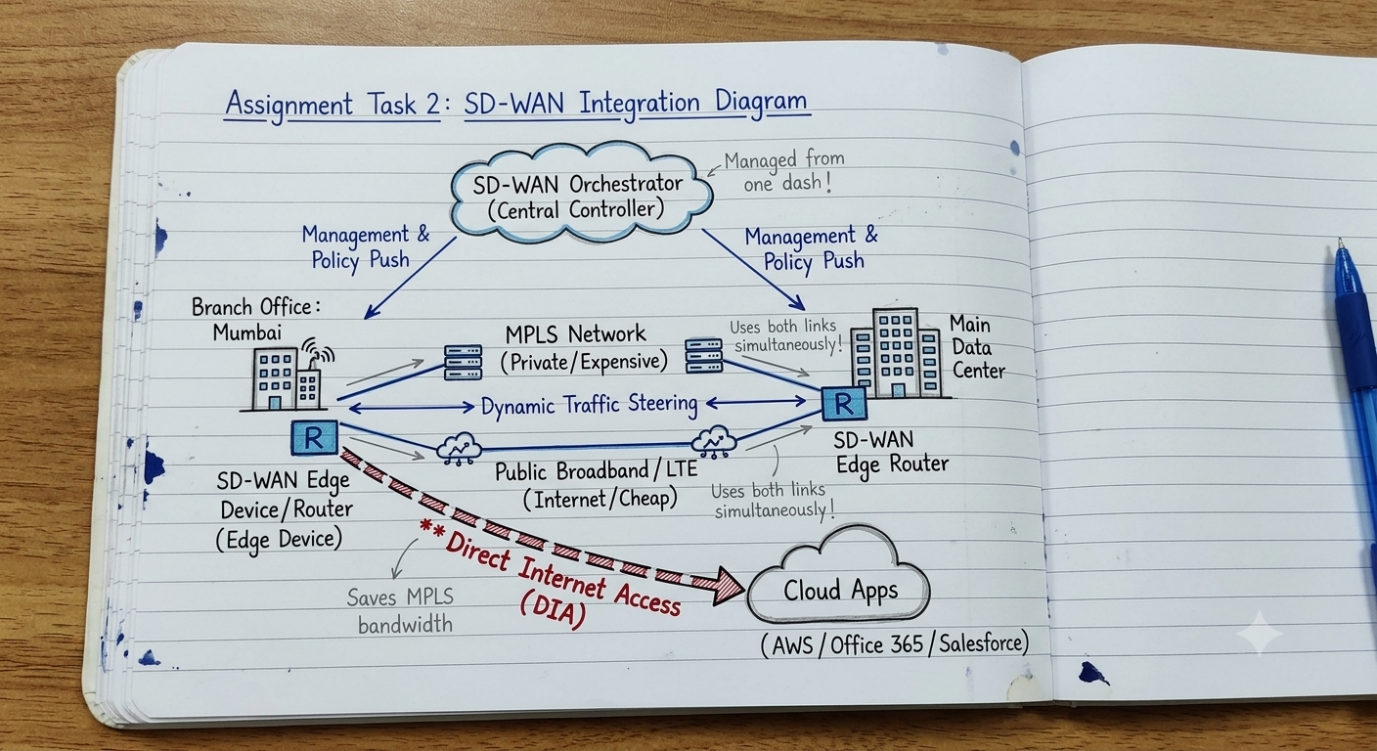 Assignment Task 2: SD-WAN Integration Diagram
SD-WAN Orchestrator
(Central Controller)
Managed from
one dash!
Management &
Policy Push
Management &
Policy Push
Branch Office:
Mumbai
MPLS Network
(Private/Expensive)
Uses both links
simultaneously!
Main
Data
Center
Dynamic Traffic Steering
R
R
SD-WAN Edge
Device/Router
(Edge Device)
Public Broadband/LTE
(Internet/Cheap)
Uses both links
simultaneously!
SD-WAN
Edge Router
** Direct Internet Access
(DIA)
Saves MPLS
bandwidth
Cloud Apps
(AWS/Office 365/Salesforce)